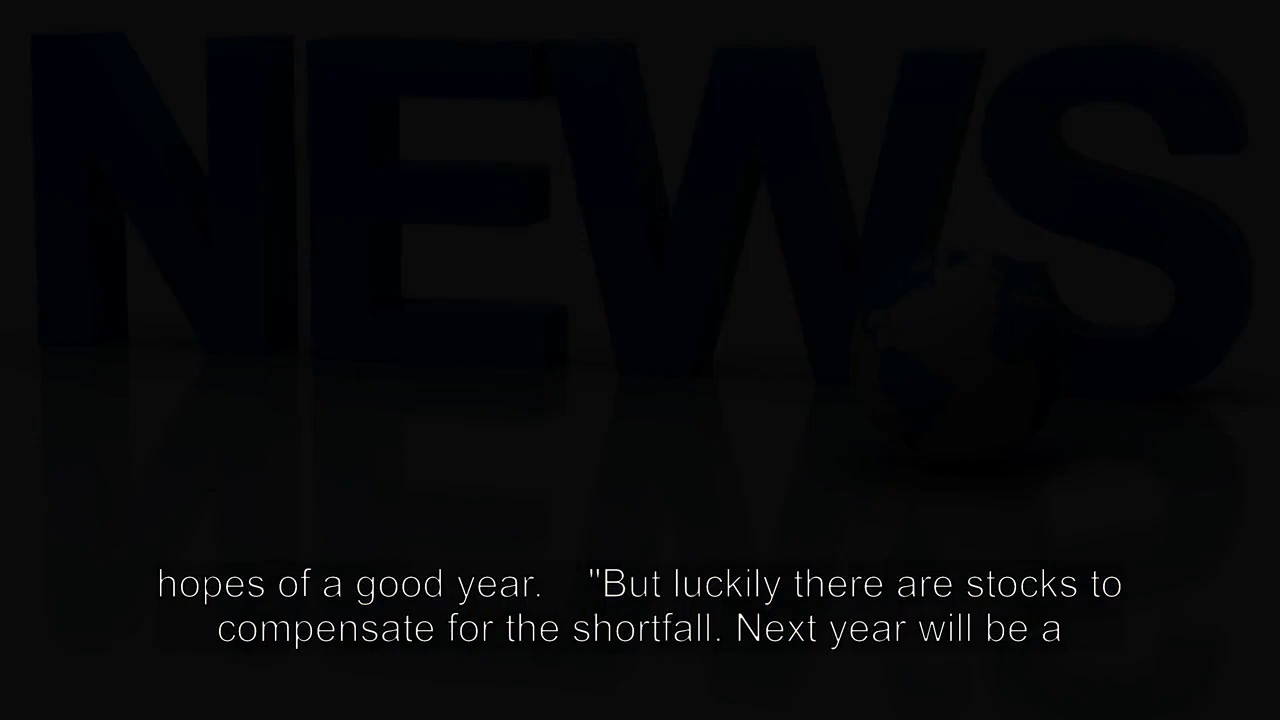 NEWS
hopes of a good year.    "But luckily there are stocks to
compensate for the shortfall. Next year will be a